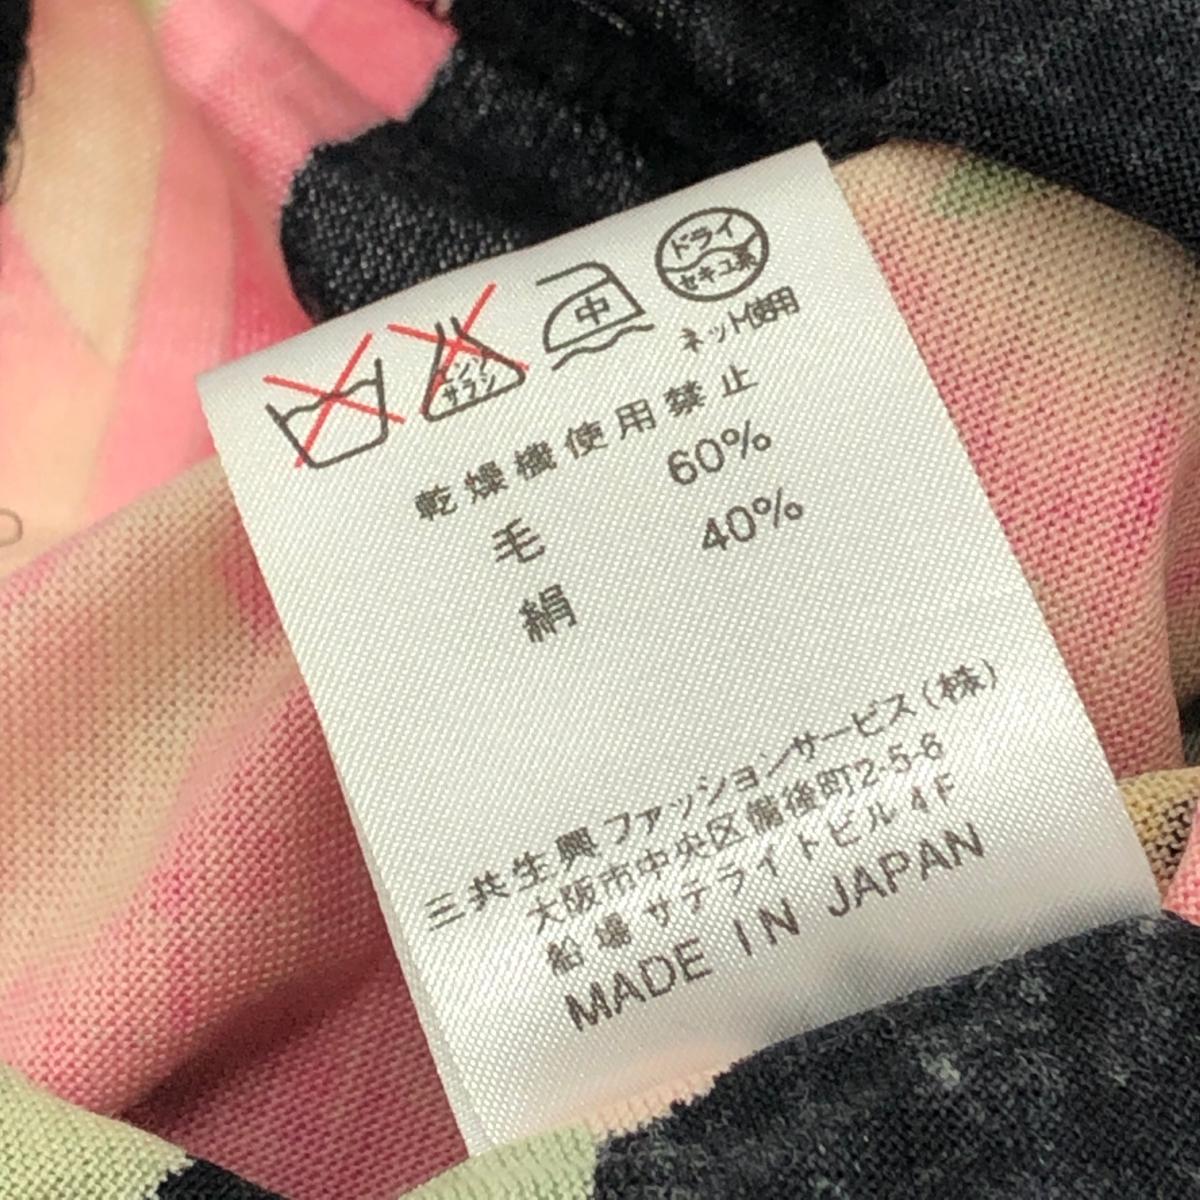 エンソ
サラシ
中
ドライ
セキユ系
ネット使用
乾燥機使用禁止
毛 60%
絹 40%
三共生興ファッションサービス(株)
大阪市中央区備後町2-5-6
船場サテライトビル4F
MADE IN JAPAN